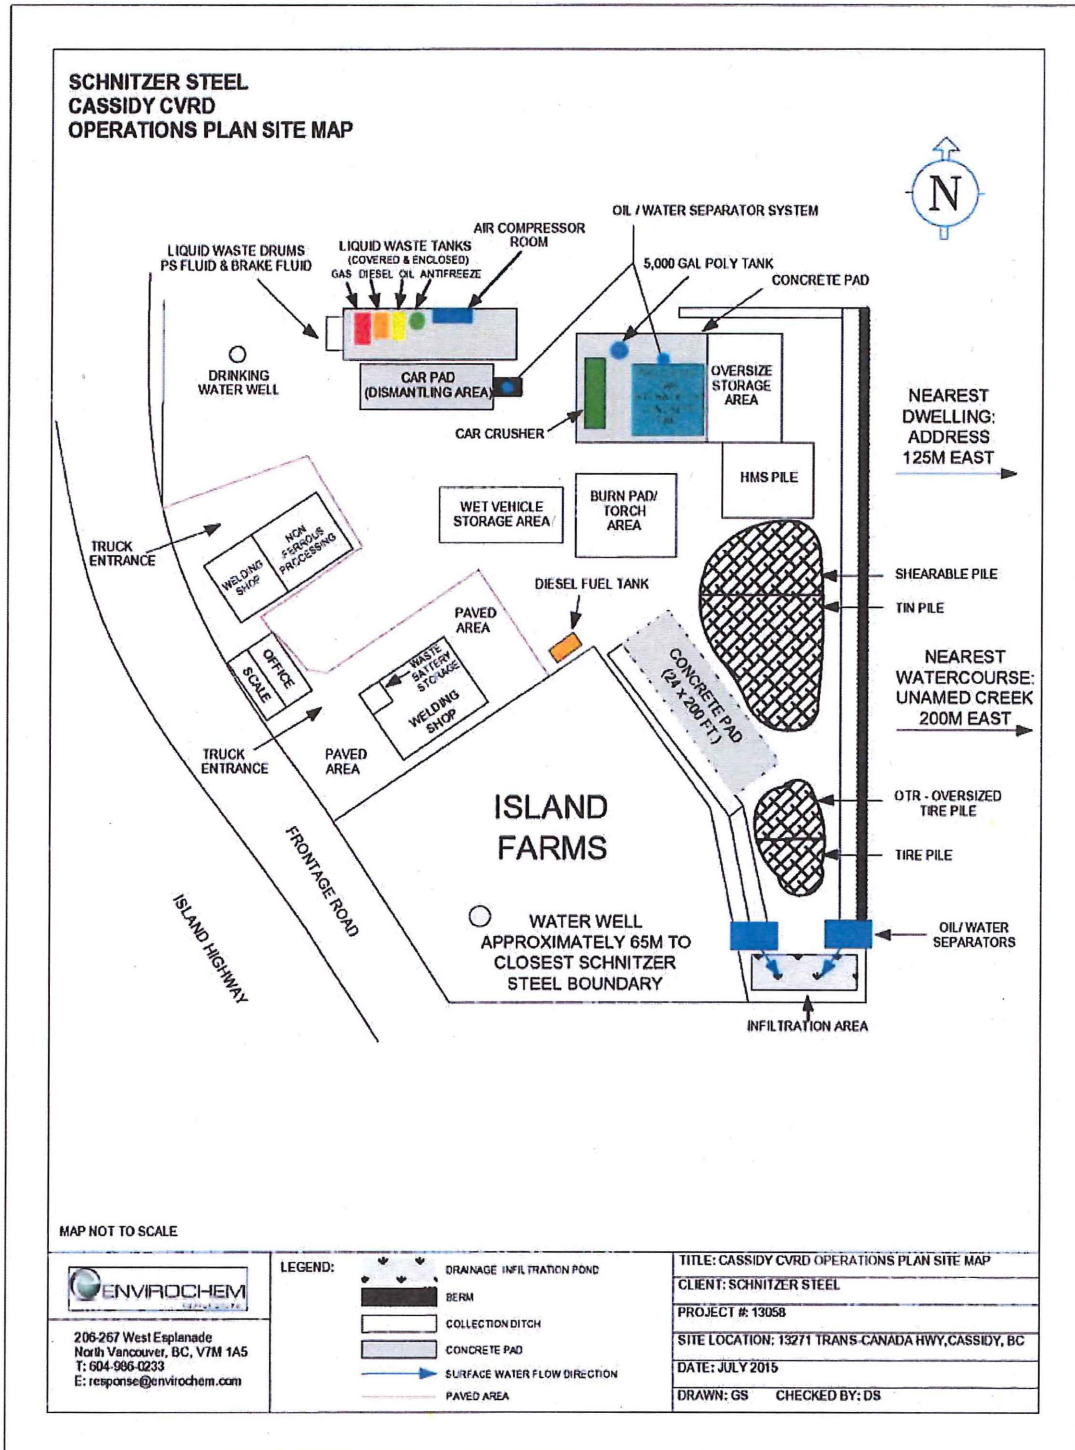 SCHNITZER STEEL
CASSIDY CVRD
OPERATIONS PLAN SITE MAP
N
OIL / WATER SEPARATOR SYSTEM
AIR COMPRESSOR
ROOM
LIQUID WASTE DRUMS
PS FLUID & BRAKE FLUID
LIQUID WASTE TANKS
(COVERED & ENCLOSED)
GAS DIESEL OIL ANTIFREEZE
5,000 GAL POLY TANK
CONCRETE PAD
DRINKING
WATER WELL
CAR PAD
(DISMANTLING AREA)
OVERSIZE
STORAGE
AREA
CAR CRUSHER
NEAREST
DWELLING:
ADDRESS
125M EAST
HMS PILE
WET VEHICLE
STORAGE AREA
BURN PAD/
TORCH
AREA
TRUCK
ENTRANCE
WELDING
SHOP
NON
FERROUS
PROCESSING
DIESEL FUEL TANK
SHEARABLE PILE
TIN PILE
PAVED
AREA
OFFICE
SCALE
WASTE
BATTERY
STORAGE
WELDING
SHOP
CONCRETE PAD
(24 x 200 FT.)
NEAREST
WATERCOURSE:
UNAMED CREEK
200M EAST
TRUCK
ENTRANCE
PAVED
AREA
ISLAND
FARMS
OTR - OVERSIZED
TIRE PILE
TIRE PILE
FRONTAGE ROAD
ISLAND HIGHWAY
WATER WELL
APPROXIMATELY 65M TO
CLOSEST SCHNITZER
STEEL BOUNDARY
OIL/ WATER
SEPARATORS
INFILTRATION AREA
MAP NOT TO SCALE
ENVIROCHEM
206-267 West Esplanade
North Vancouver, BC, V7M 1A5
T: 604-986-0233
E: response@envirochem.com
LEGEND:
DRAINAGE INFILTRATION POND
BERM
COLLECTION DITCH
CONCRETE PAD
SURFACE WATER FLOW DIRECTION
PAVED AREA
TITLE: CASSIDY CVRD OPERATIONS PLAN SITE MAP
CLIENT: SCHNITZER STEEL
PROJECT #: 13058
SITE LOCATION: 13271 TRANS-CANADA HWY,CASSIDY, BC
DATE: JULY 2015
DRAWN: GS CHECKED BY: DS